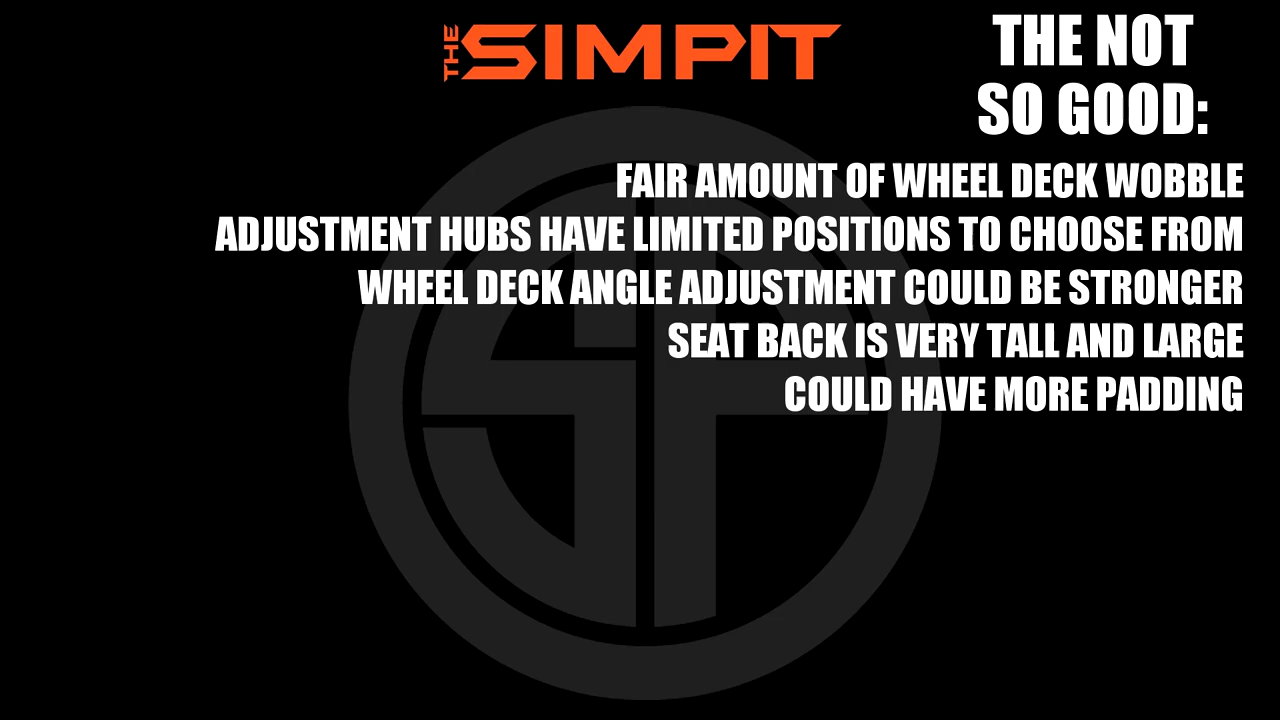 THE SIMPIT
THE NOT
SO GOOD:
FAIR AMOUNT OF WHEEL DECK WOBBLE
ADJUSTMENT HUBS HAVE LIMITED POSITIONS TO CHOOSE FROM
WHEEL DECK ANGLE ADJUSTMENT COULD BE STRONGER
SEAT BACK IS VERY TALL AND LARGE
COULD HAVE MORE PADDING
SP